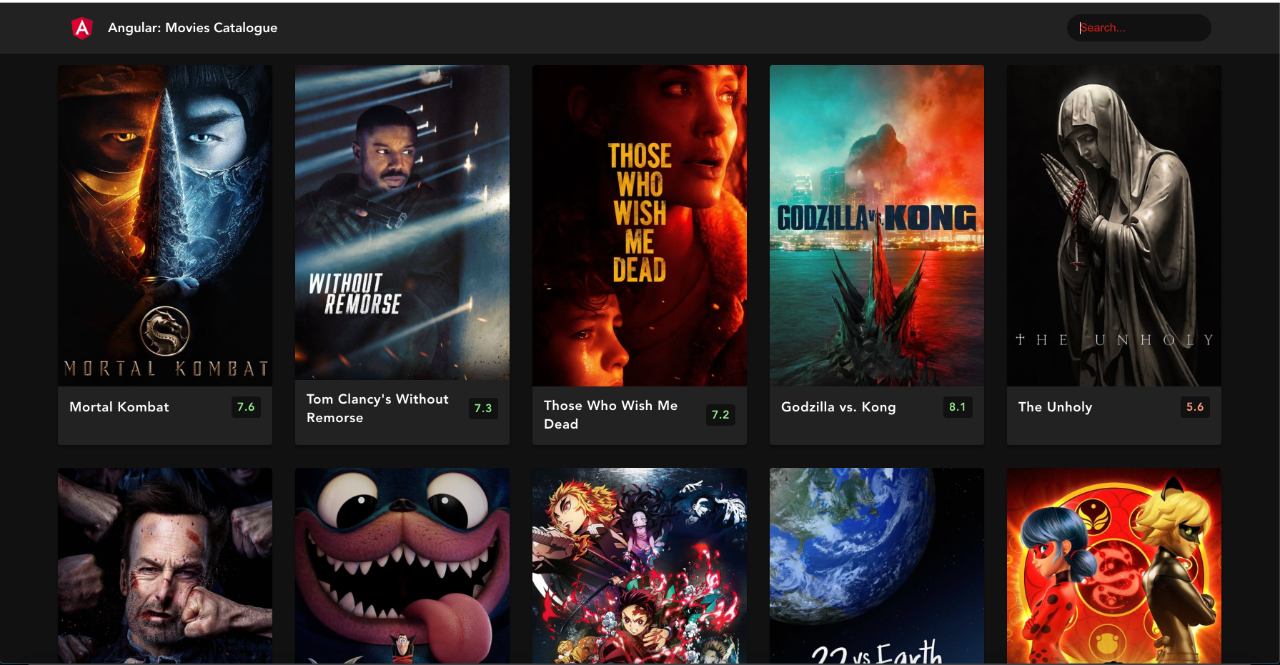 A
Angular: Movies Catalogue
Search...
MORTAL KOMBAT
WITHOUT
REMORSE
THOSE
WHO
WISH
ME
DEAD
GODZILLA vs KONG
THE UNHOLY
Mortal Kombat
7.6
Tom Clancy's Without
Remorse
7.3
Those Who Wish Me
Dead
7.2
Godzilla vs. Kong
8.1
The Unholy
5.6
22 vs Earth